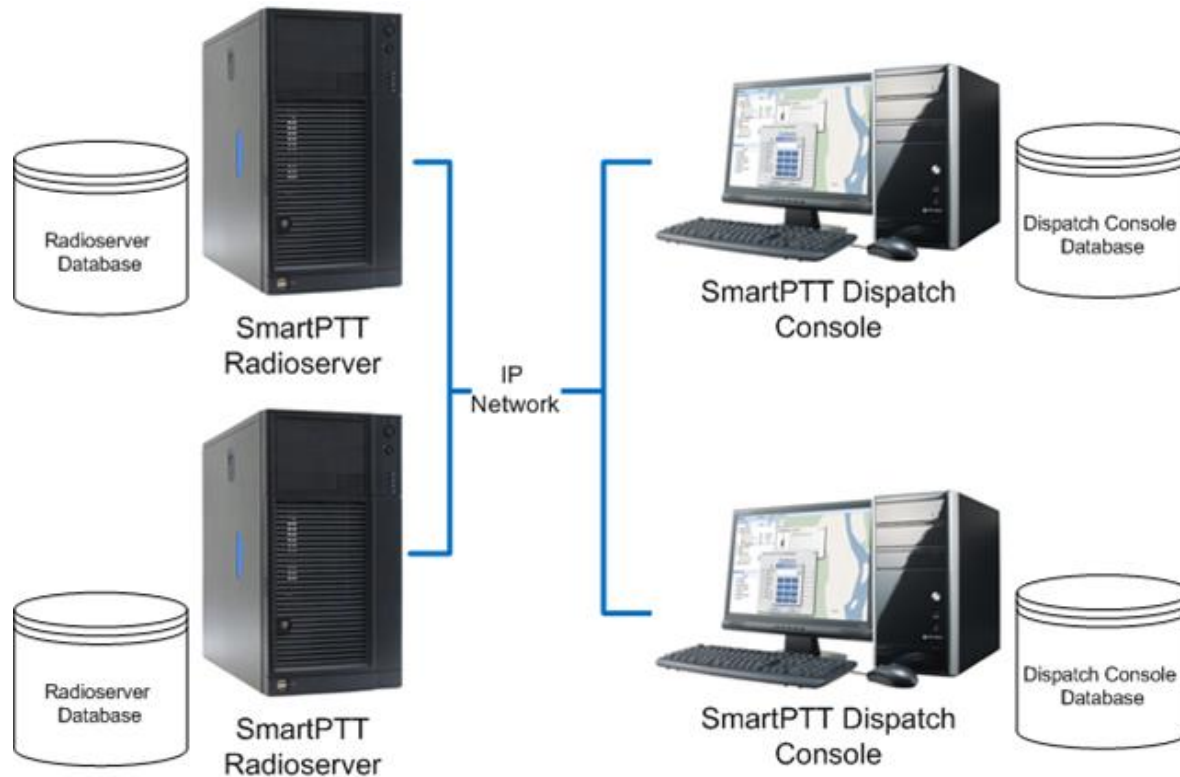 Radioserver
Database
SmartPTT
Radioserver
Dispatch Console
Database
SmartPTT Dispatch
Console
IP
Network
Radioserver
Database
SmartPTT
Radioserver
Dispatch Console
Database
SmartPTT Dispatch
Console